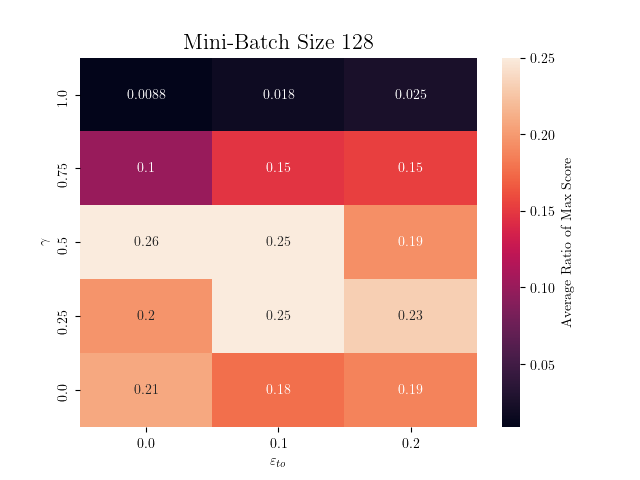 Mini-Batch Size 128
1.0 0.0088 0.018 0.025
0.75 0.1 0.15 0.15
0.5 0.26 0.25 0.19
0.25 0.2 0.25 0.23
0.0 0.21 0.18 0.19
0.0 0.1 0.2
ε_{to}
γ
0.25
0.20
0.15
0.10
0.05
Average Ratio of Max Score